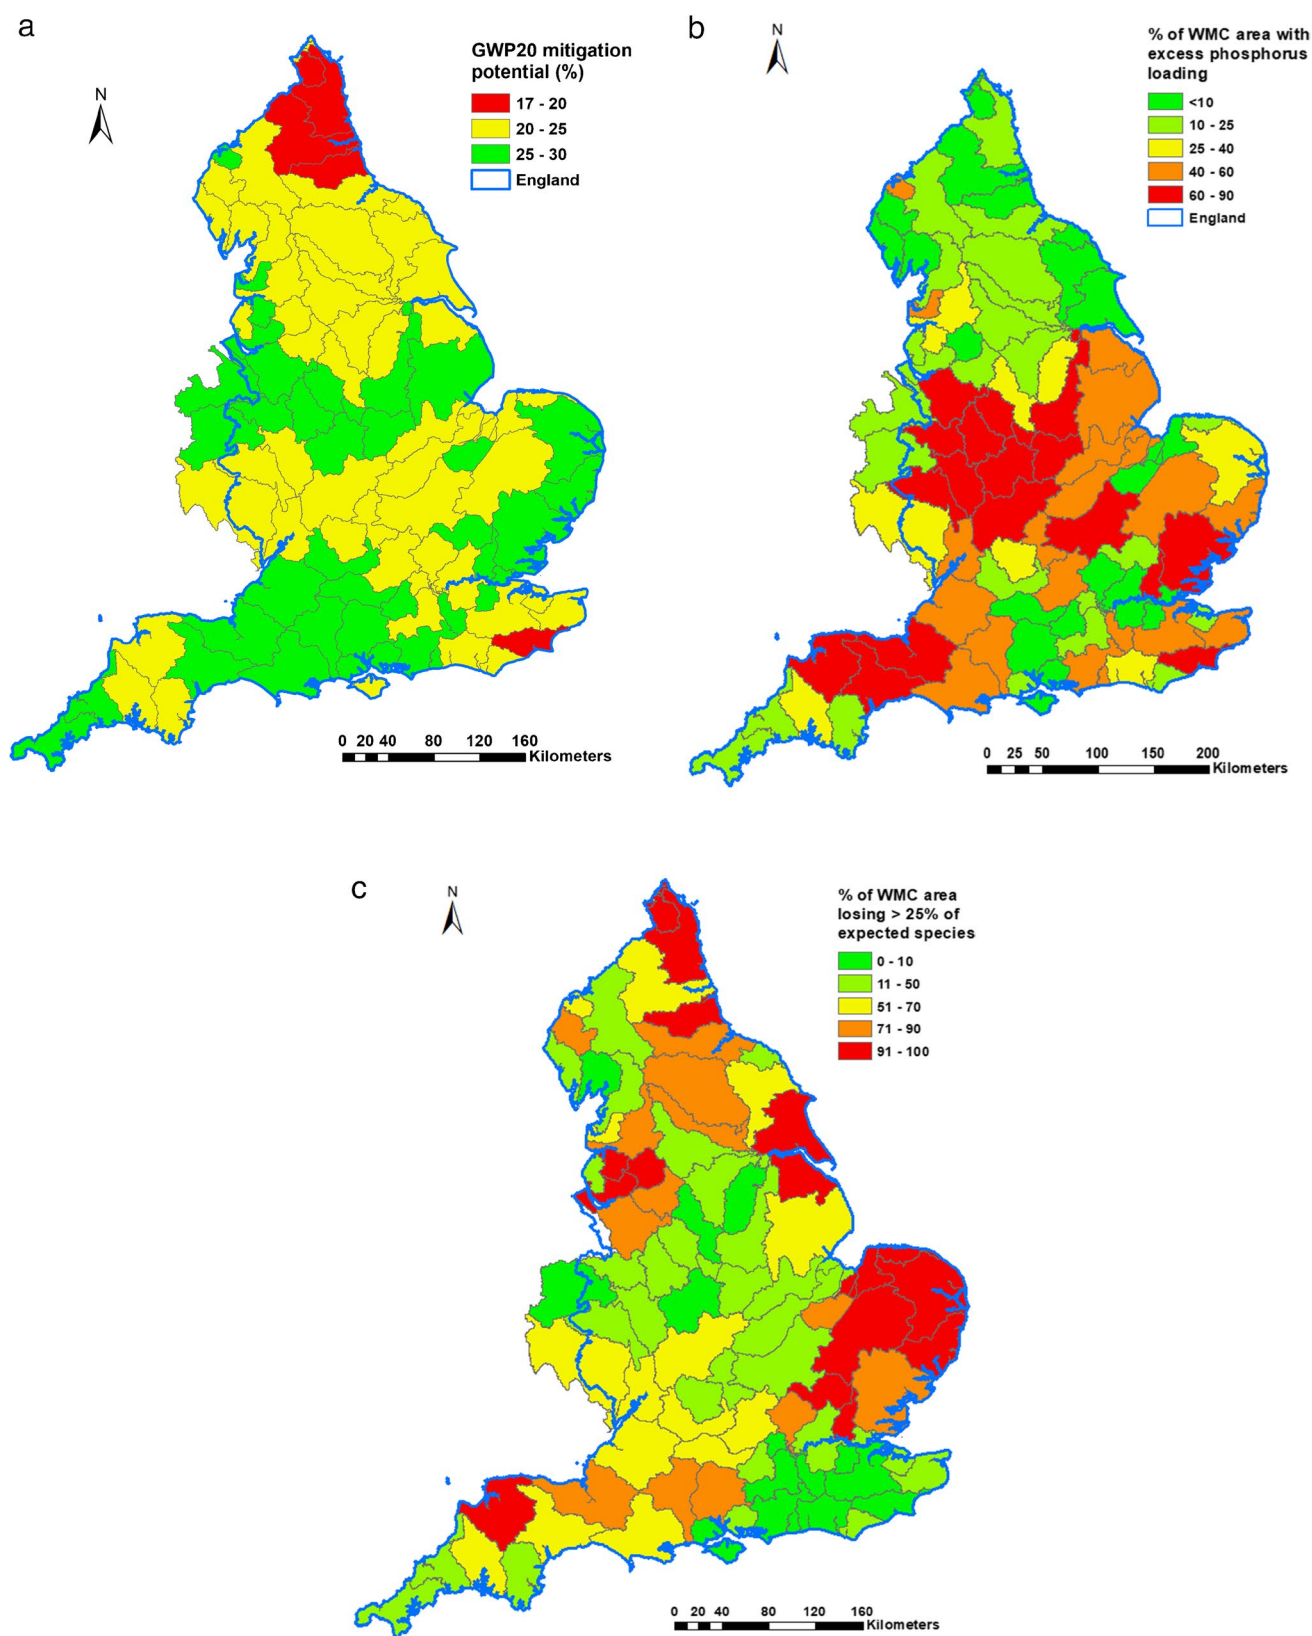 a
N
GWP20 mitigation
potential (%)
17 - 20
20 - 25
25 - 30
England
0 20 40 80 120 160
Kilometers
b
N
% of WMC area with
excess phosphorus
loading
<10
10 - 25
25 - 40
40 - 60
60 - 90
England
0 25 50 100 150 200
Kilometers
c
N
% of WMC area
losing > 25% of
expected species
0 - 10
11 - 50
51 - 70
71 - 90
91 - 100
0 20 40 80 120 160
Kilometers